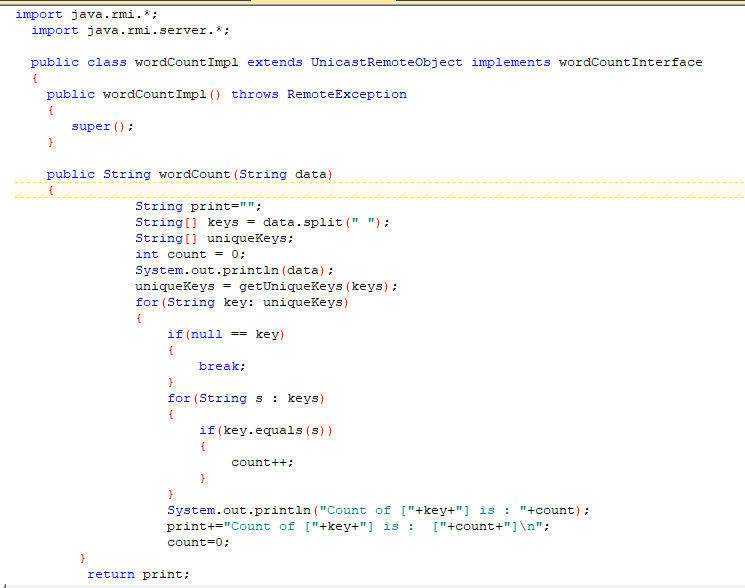 import java.rmi.*;
import java.rmi.server.*;
public class wordCountImpl extends UnicastRemoteObject implements wordCountInterface
{
public wordCountImpl() throws RemoteException
{
super();
}
public String wordCount(String data)
{
String print="";
String[] keys = data.split(" ");
String[] uniqueKeys;
int count = 0;
System.out.println(data);
uniqueKeys = getUniqueKeys(keys);
for(String key: uniqueKeys)
{
if(null == key)
{
break;
}
for(String s : keys)
{
if(key.equals(s))
{
count++;
}
}
System.out.println("Count of ["+key+"] is : "+count);
print+="Count of ["+key+"] is :  ["+count+"]\n";
count=0;
}
return print;